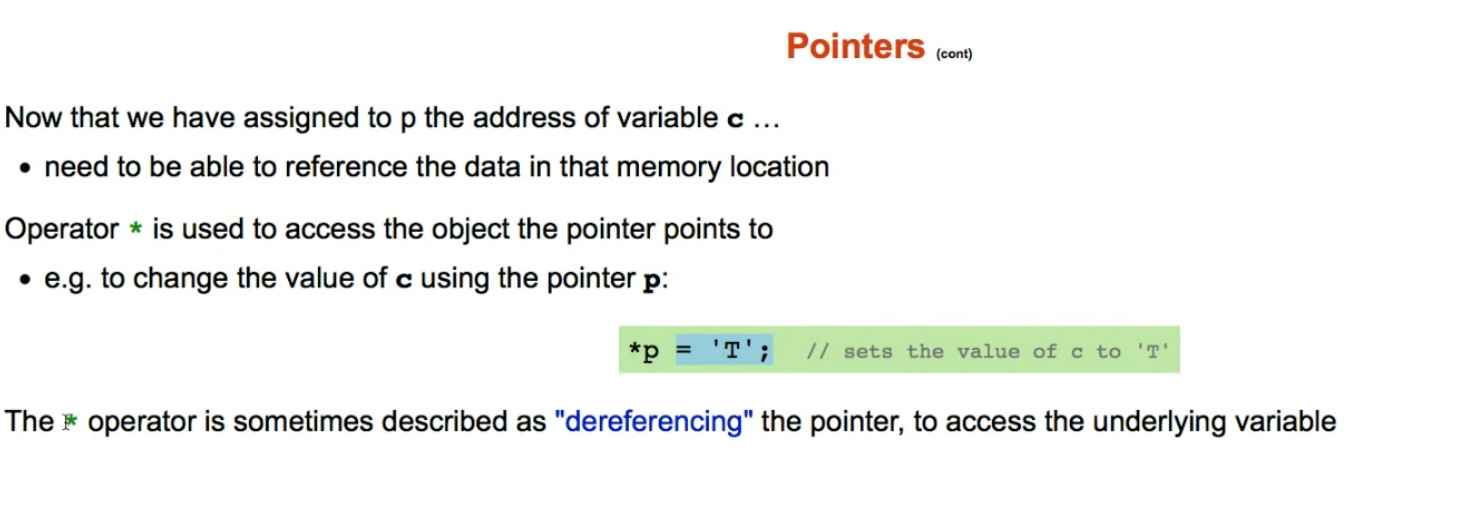 Pointers (cont)
Now that we have assigned to p the address of variable c ...
• need to be able to reference the data in that memory location
Operator * is used to access the object the pointer points to
• e.g. to change the value of c using the pointer p:
*p = 'T'; // sets the value of c to 'T'
The * operator is sometimes described as "dereferencing" the pointer, to access the underlying variable